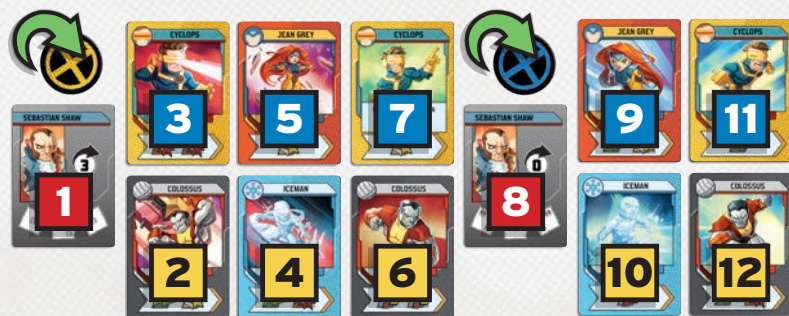 CYCLOPS
JEAN GREY
CYCLOPS
JEAN GREY
CYCLOPS
3
5
7
9
11
SEBASTIAN SHAW
3
1
SEBASTIAN SHAW
0
8
COLOSSUS
ICEMAN
COLOSSUS
ICEMAN
COLOSSUS
2
4
6
10
12